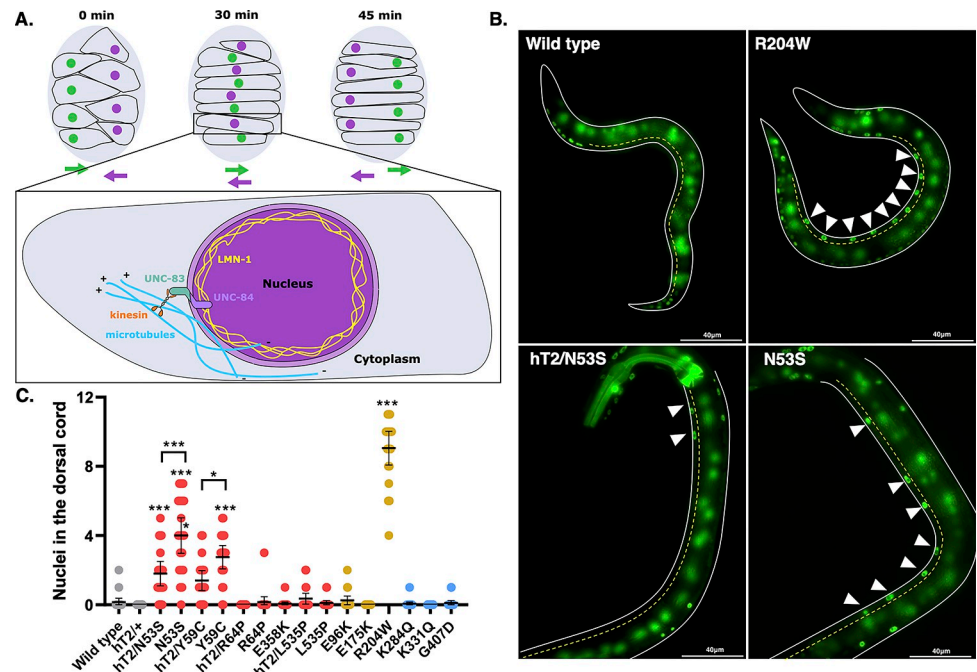 A.
0 min 30 min 45 min
LMN-1
UNC-83
Nucleus
UNC-84
+ +
+
kinesin
microtubules
-
Cytoplasm
- -
B.
Wild type R204W
40µm 40µm
hT2/N53S N53S
40µm 40µm
C.
Nuclei in the dorsal cord
12
8
4
0
***
***
***
***
*
***
*
Wild type
hT2/+
hT2/N53S
N53S
hT2/Y59C
Y59C
hT2/R64P
R64P
E358K
hT2/L535P
L535P
E96K
E175K
R204W
K284Q
K331Q
G407D